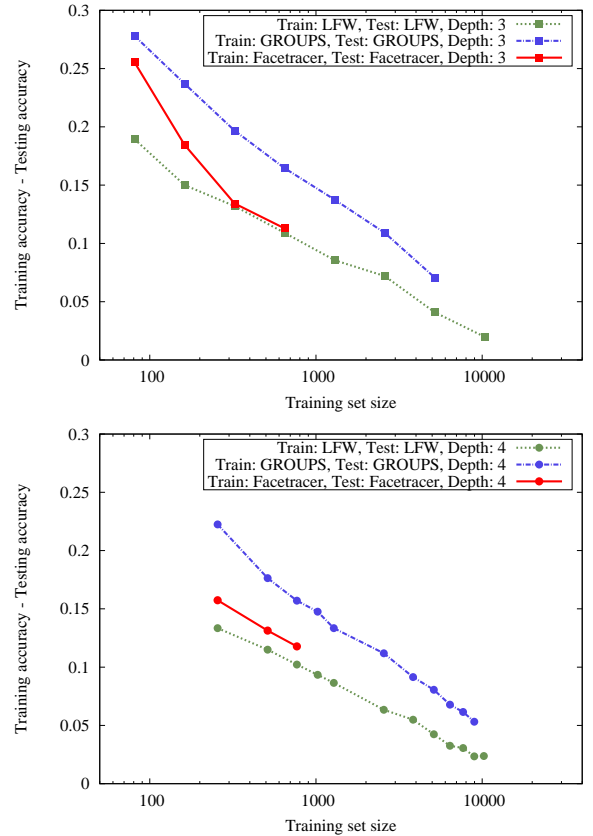 0.3
0.25
0.2
0.15
0.1
0.05
0
Training accuracy - Testing accuracy
Train: LFW, Test: LFW, Depth: 3
Train: GROUPS, Test: GROUPS, Depth: 3
Train: Facetracer, Test: Facetracer, Depth: 3
100 1000 10000
Training set size
0.3
0.25
0.2
0.15
0.1
0.05
0
Training accuracy - Testing accuracy
Train: LFW, Test: LFW, Depth: 4
Train: GROUPS, Test: GROUPS, Depth: 4
Train: Facetracer, Test: Facetracer, Depth: 4
100 1000 10000
Training set size